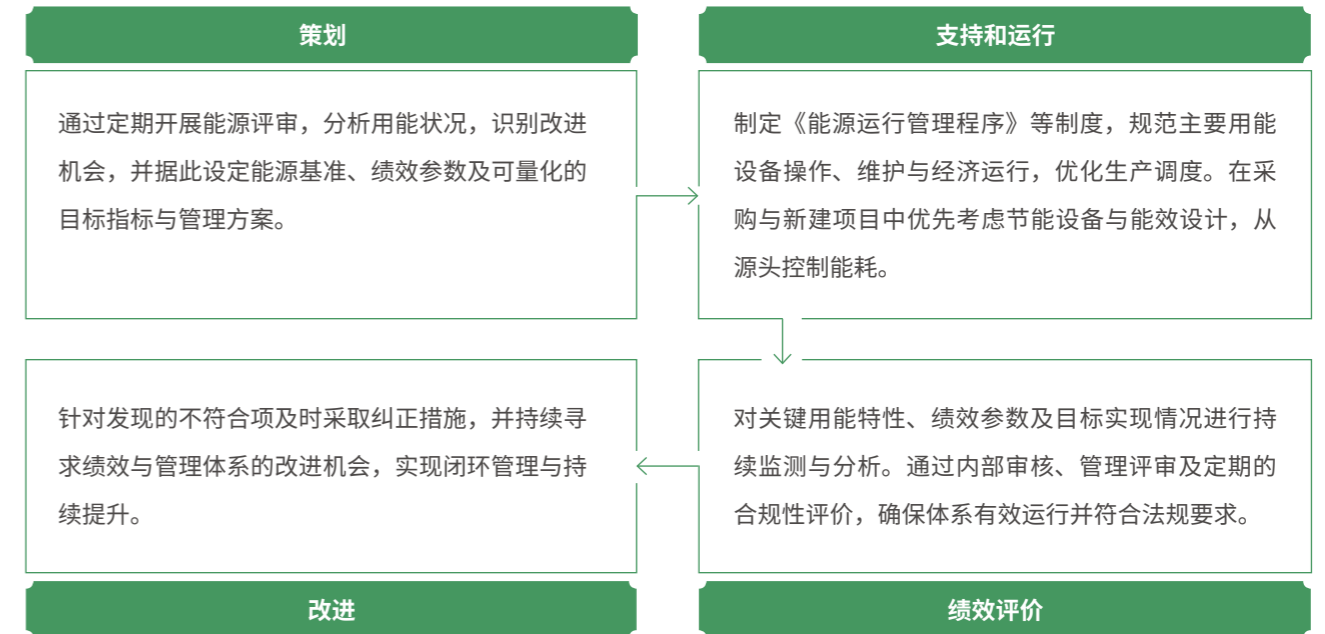 策划
通过定期开展能源评审，分析用能状况，识别改进
机会，并据此设定能源基准、绩效参数及可量化的
目标指标与管理方案。
支持和运行
制定《能源运行管理程序》等制度，规范主要用能
设备操作、维护与经济运行，优化生产调度。在采
购与新建项目中优先考虑节能设备与能效设计，从
源头控制能耗。
对关键用能特性、绩效参数及目标实现情况进行持
续监测与分析。通过内部审核、管理评审及定期的
合规性评价，确保体系有效运行并符合法规要求。
绩效评价
针对发现的不符合项及时采取纠正措施，并持续寻
求绩效与管理体系的改进机会，实现闭环管理与持
续提升。
改进